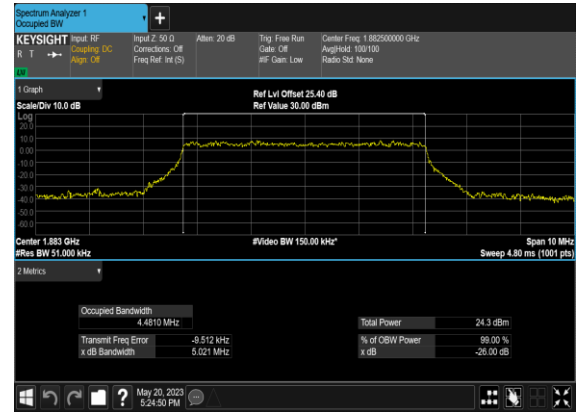 Spectrum Analyzer 1
Occupied BW
+
KEYSIGHT
R T
LXI
Input: RF
Coupling: DC
Align: Off
Input Z: 50 Ω
Corrections: Off
Freq Ref: Int (S)
Atten: 20 dB
Trig: Free Run
Gate: Off
#IF Gain: Low
Center Freq: 1.882500000 GHz
Avg|Hold: 100/100
Radio Std: None
1 Graph
Scale/Div 10.0 dB
Ref Lvl Offset 25.40 dB
Ref Value 30.00 dBm
Log
20.0
10.0
0.00
-10.0
-20.0
-30.0
-40.0
-50.0
-60.0
Center 1.883 GHz
#Res BW 51.000 kHz
#Video BW 150.00 kHz*
Span 10 MHz
Sweep 4.80 ms (1001 pts)
2 Metrics
Occupied Bandwidth
4.4810 MHz
Total Power 24.3 dBm
Transmit Freq Error -9.512 kHz
% of OBW Power 99.00 %
x dB Bandwidth 5.021 MHz
x dB -26.00 dB
?
May 20, 2023
5:24:50 PM